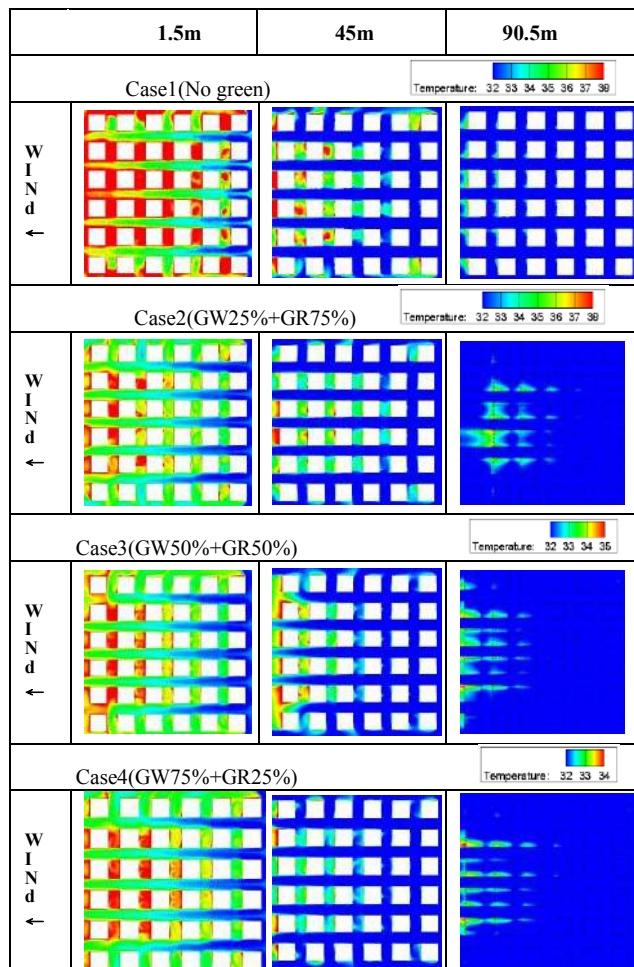 1.5m 45m 90.5m
Case1(No green)
Temperature: 32 33 34 35 36 37 38
W I N d
←
Case2(GW25%+GR75%)
Temperature: 32 33 34 35 36 37 38
W I N d
←
Case3(GW50%+GR50%)
Temperature: 32 33 34 35
W I N d
←
Case4(GW75%+GR25%)
Temperature: 32 33 34
W I N d
←